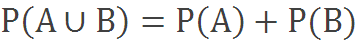 P(A ∪ B) = P(A) + P(B)